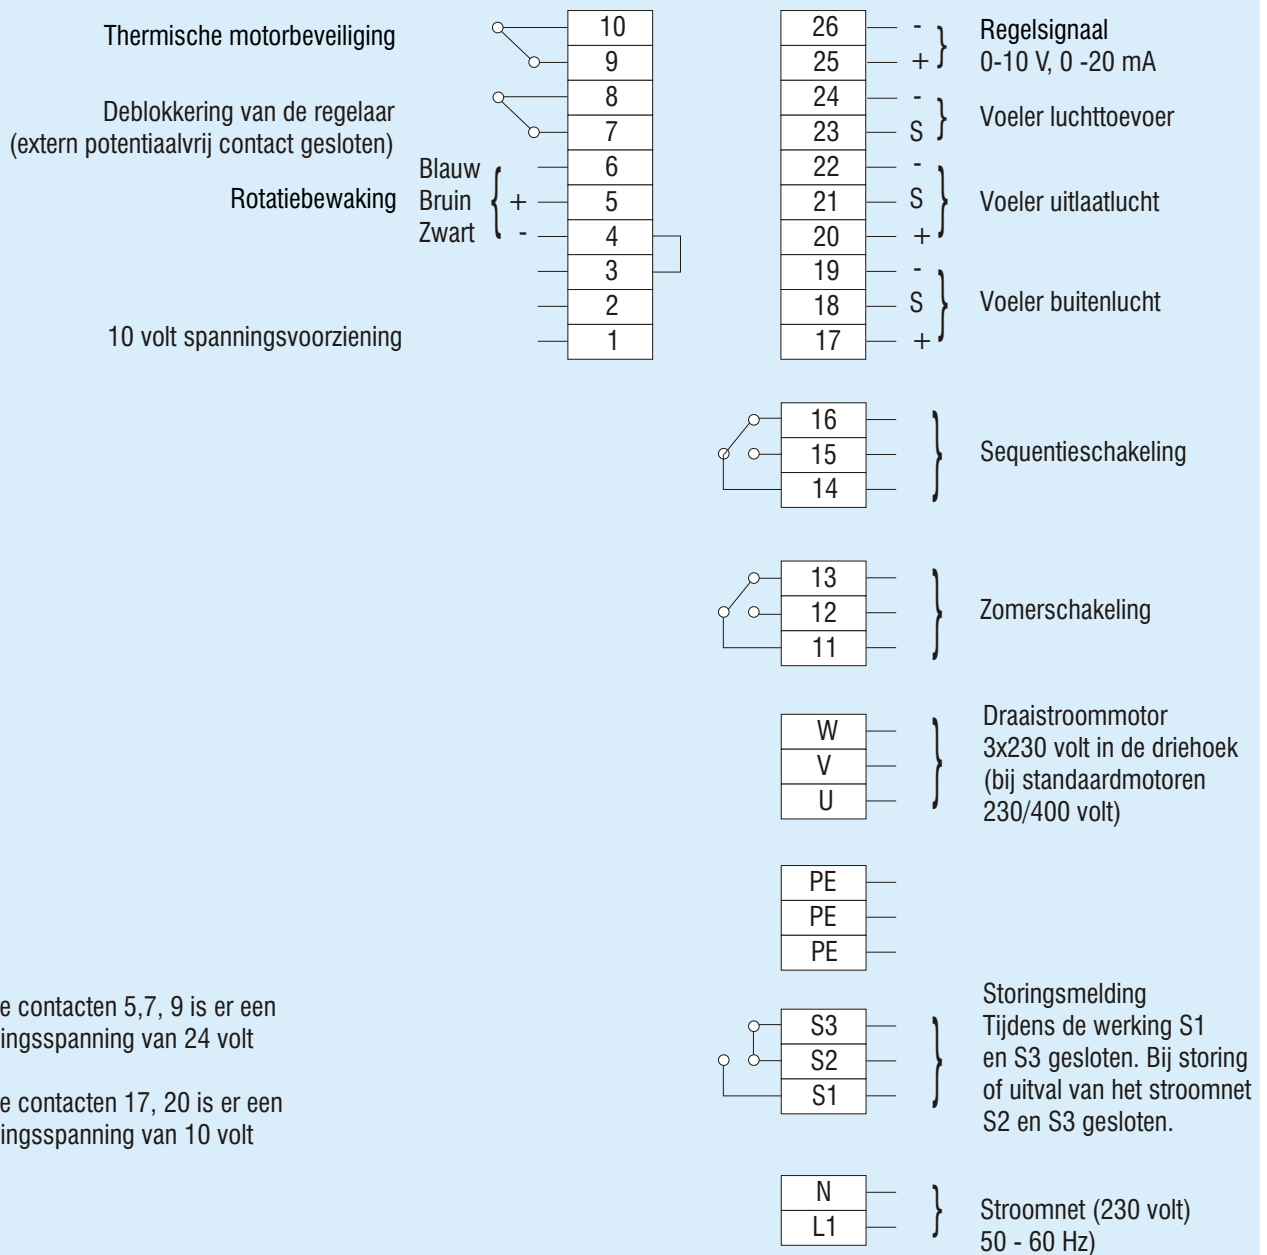 Thermische motorbeveiliging
10
9
Deblokkering van de regelaar
(extern potentiaalvrij contact gesloten)
8
7
Rotatiebewaking
Blauw
Bruin +
Zwart -
6
5
4
3
2
10 volt spanningsvoorziening
1
26 -
25 +
Regelsignaal
0-10 V, 0 -20 mA
24 -
23 S
Voeler luchttoevoer
22 -
21 S
20 +
Voeler uitlaatlucht
19 -
18 S
17 +
Voeler buitenlucht
16
15
14
Sequentieschakeling
13
12
11
Zomerschakeling
W
V
U
Draaistroommotor
3x230 volt in de driehoek
(bij standaardmotoren
230/400 volt)
PE
PE
PE
e contacten 5,7, 9 is er een
ingsspanning van 24 volt
e contacten 17, 20 is er een
ingsspanning van 10 volt
S3
S2
S1
Storingsmelding
Tijdens de werking S1
en S3 gesloten. Bij storing
of uitval van het stroomnet
S2 en S3 gesloten.
N
L1
Stroomnet (230 volt)
50 - 60 Hz)